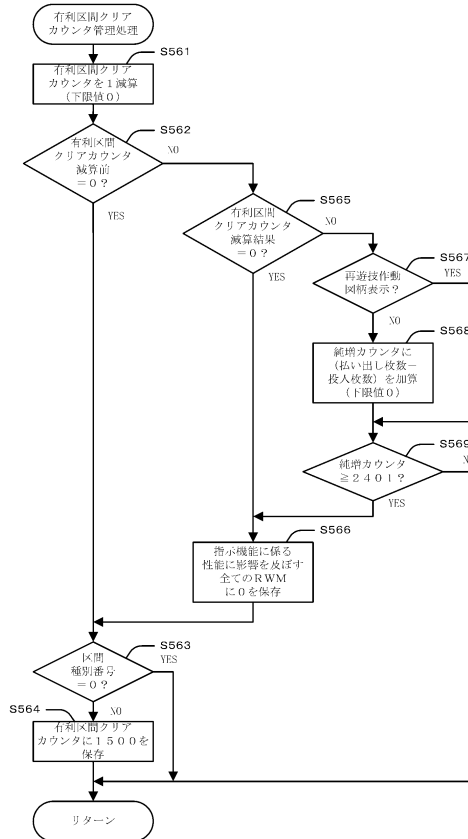 有利区間クリア
カウンタ管理処理
S561
有利区間クリア
カウンタを1減算
(下限値0)
S562
有利区間
クリアカウンタ
減算前
=0?
NO
YES
S565
有利区間
クリアカウンタ
減算結果
=0?
NO
YES
S567
再遊技作動
図柄表示?
YES
NO
S568
純増カウンタに
(払い出し枚数−
投入枚数)を加算
(下限値0)
S569
純増カウンタ
≧2401?
YES
S566
指示機能に係る
性能に影響を及ぼす
全てのRWM
に0を保存
S563
区間
種別番号
=0?
YES
NO
S564
有利区間クリア
カウンタに1500を
保存
リターン